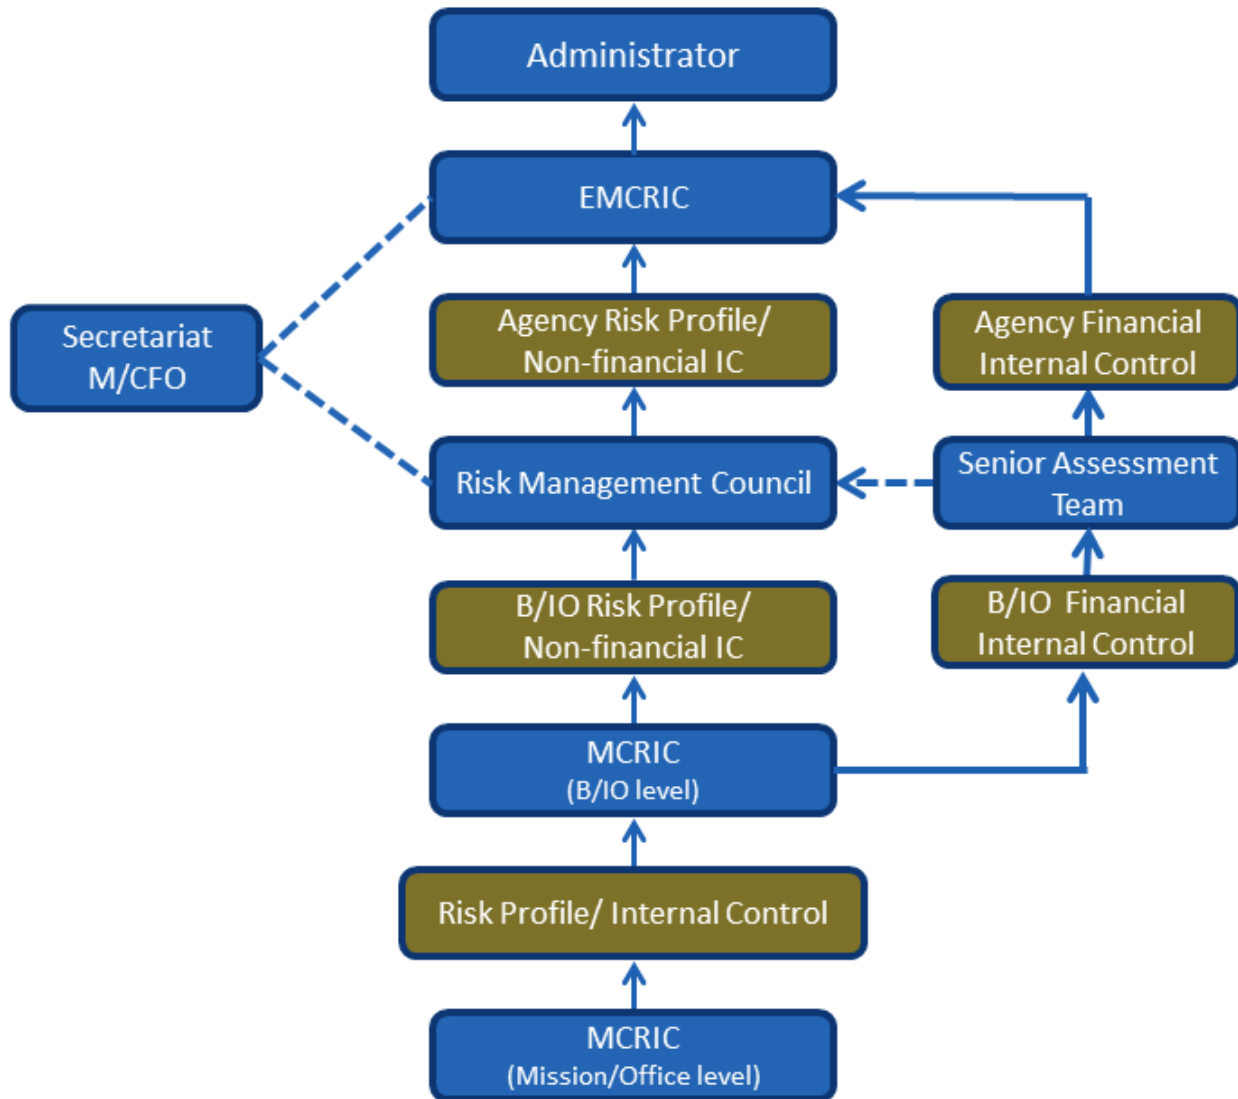 Administrator
EMCRIC
Agency Risk Profile/
Non-financial IC
Agency Financial
Internal Control
Secretariat
M/CFO
Risk Management Council
Senior Assessment
Team
B/IO Risk Profile/
Non-financial IC
B/IO  Financial
Internal Control
MCRIC
(B/IO level)
Risk Profile/ Internal Control
MCRIC
(Mission/Office level)